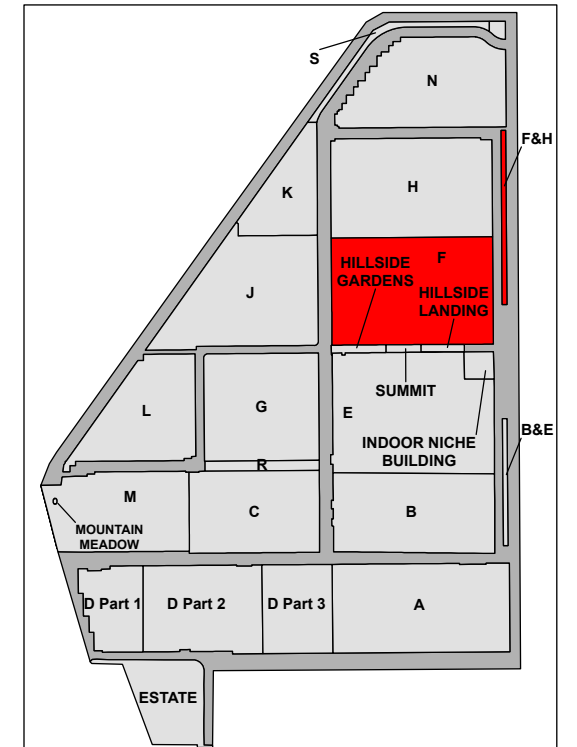 S
N
F&H
K
H
F
HILLSIDE
GARDENS
HILLSIDE
LANDING
J
SUMMIT
L
G
E
INDOOR NICHE
BUILDING
B&E
R
M
C
B
MOUNTAIN
MEADOW
D Part 1
D Part 2
D Part 3
A
ESTATE